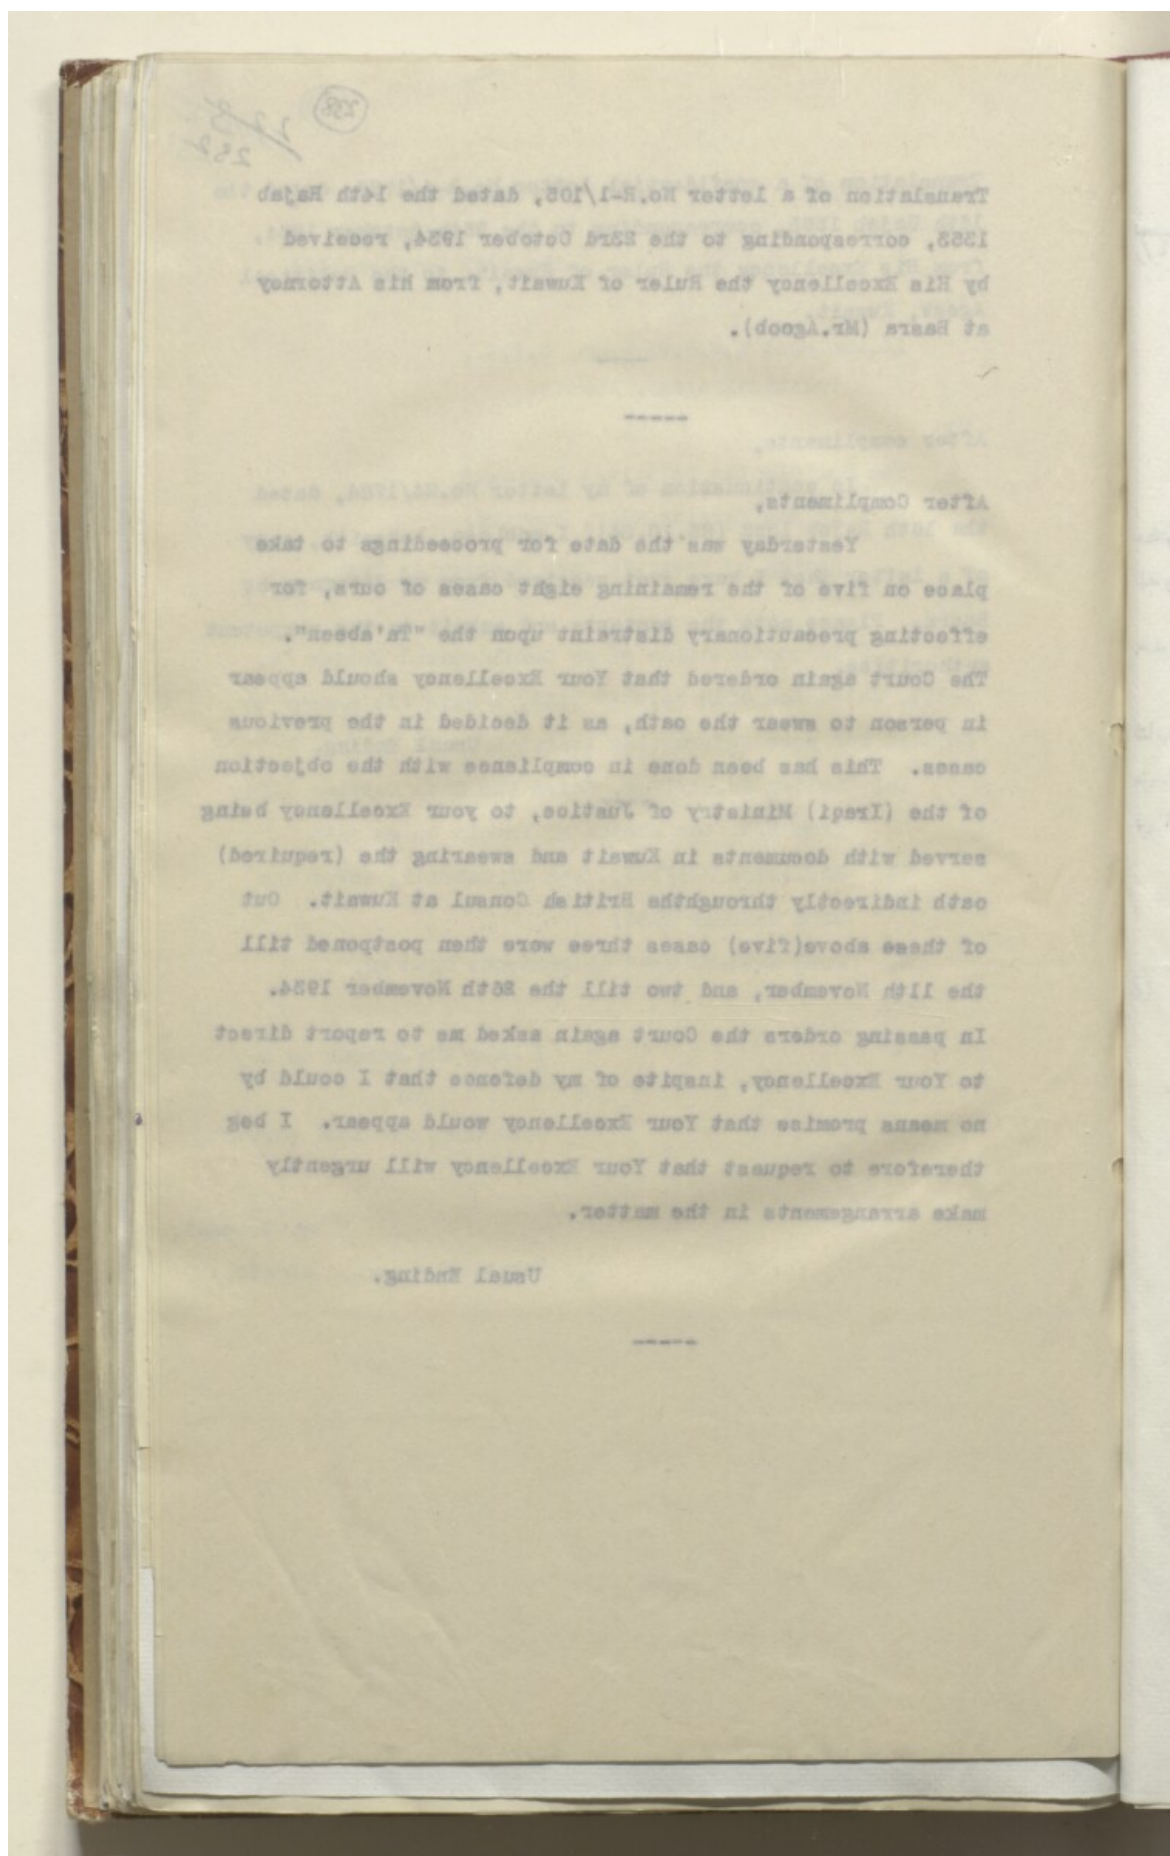 238
252
Translation of a letter No.R-1/105, dated the 14th Rajab
1353, corresponding to the 23rd October 1934, received
by His Excellency the Ruler of Kuwait, from his Attorney
at Basra (Mr.Agoob).
-----
After Compliments,
Yesterday was the date for proceedings to take
place on five of the remaining eight cases of ours, for
effecting precautionary distraint upon the "Ta'abeen".
The Court again ordered that Your Excellency should appear
in person to swear the oath, as it decided in the previous
cases. This has been done in compliance with the objection
of the (Iraqi) Ministry of Justice, to your Excellency being
served with documents in Kuwait and swearing the (required)
oath indirectly throughthe British Consul at Kuwait. Out
of these above(five) cases three were then postponed till
the 11th November, and two till the 26th November 1934.
In passing orders the Court again asked me to report direct
to Your Excellency, inspite of my defence that I could by
no means promise that Your Excellency would appear. I beg
therefore to request that Your Excellency will urgently
make arrangements in the matter.
Usual Ending.
-----